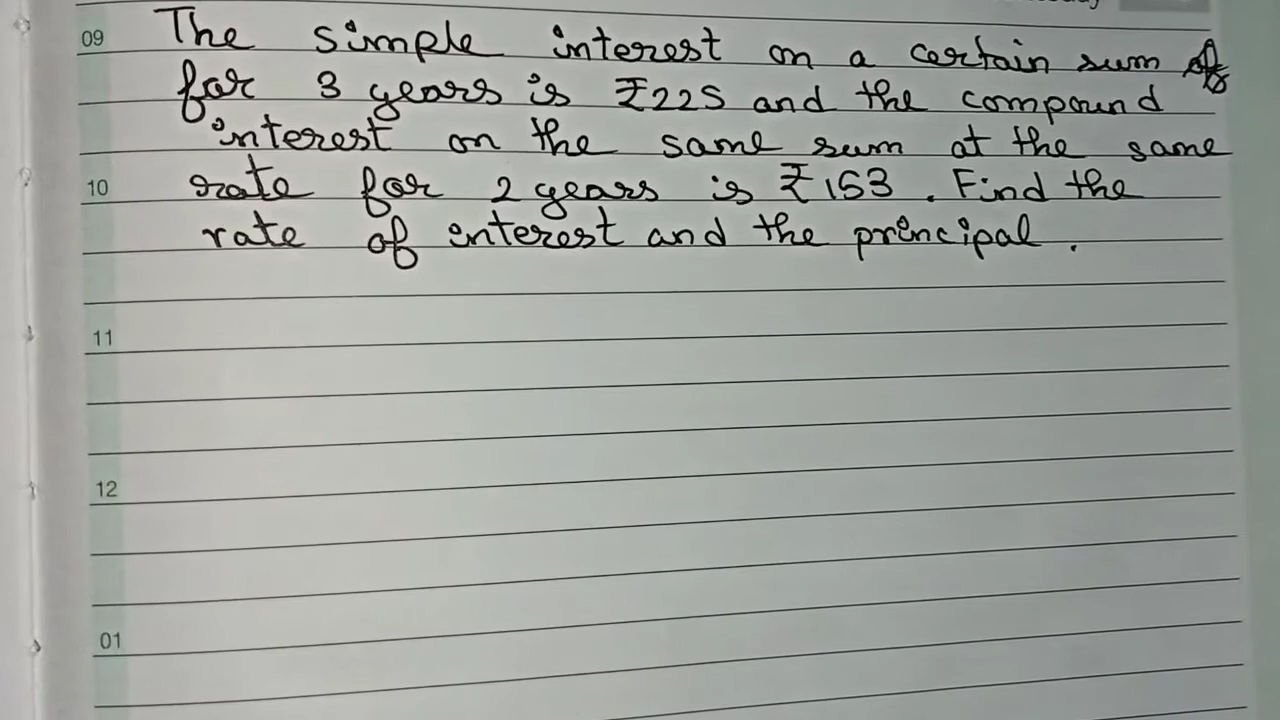 09 The simple interest on a certain sum
for 3 years is ₹225 and the compound
interest on the same sum at the same
10 rate for 2 years is ₹153. Find the
rate of interest and the principal.
11
12
01